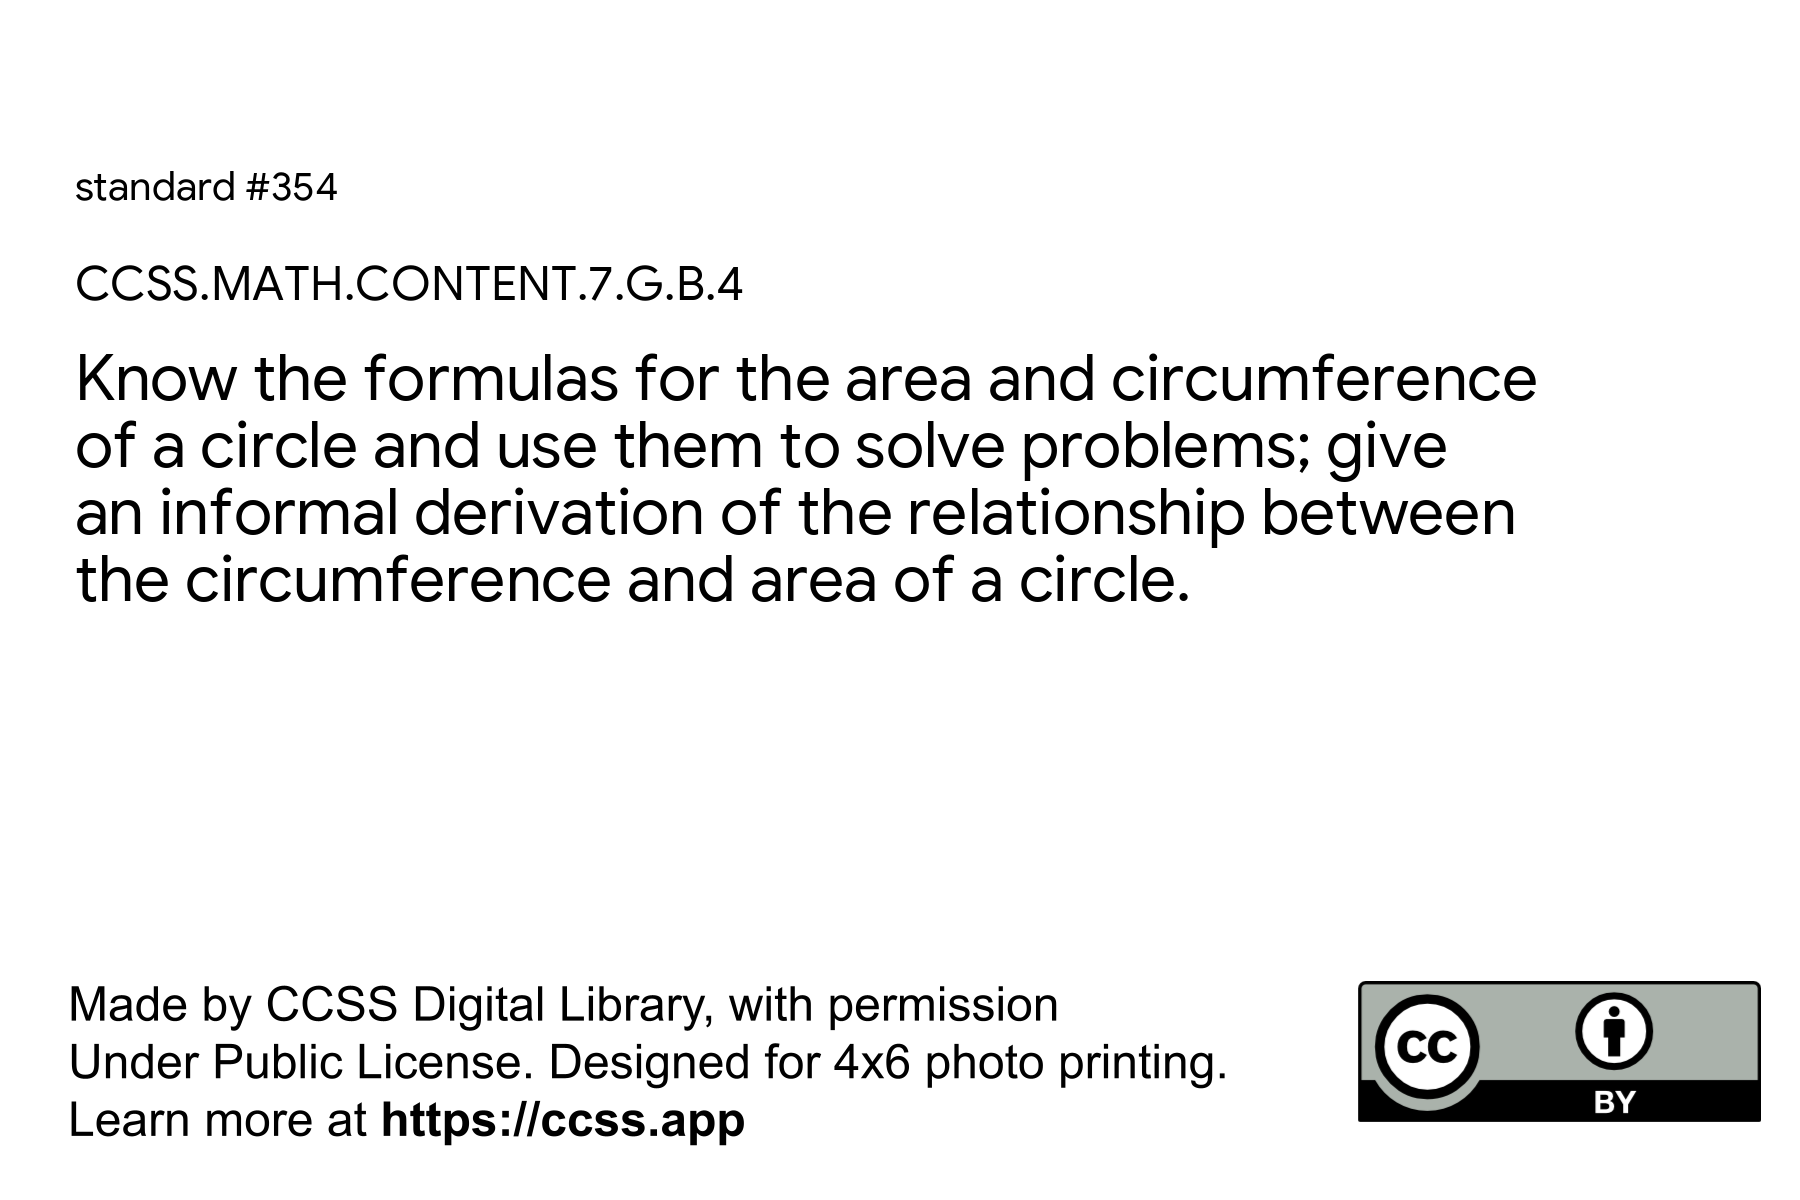 standard #354
CCSS.MATH.CONTENT.7.G.B.4
Know the formulas for the area and circumference
of a circle and use them to solve problems; give
an informal derivation of the relationship between
the circumference and area of a circle.
Made by CCSS Digital Library, with permission
Under Public License. Designed for 4x6 photo printing.
Learn more at https://ccss.app
cc
BY